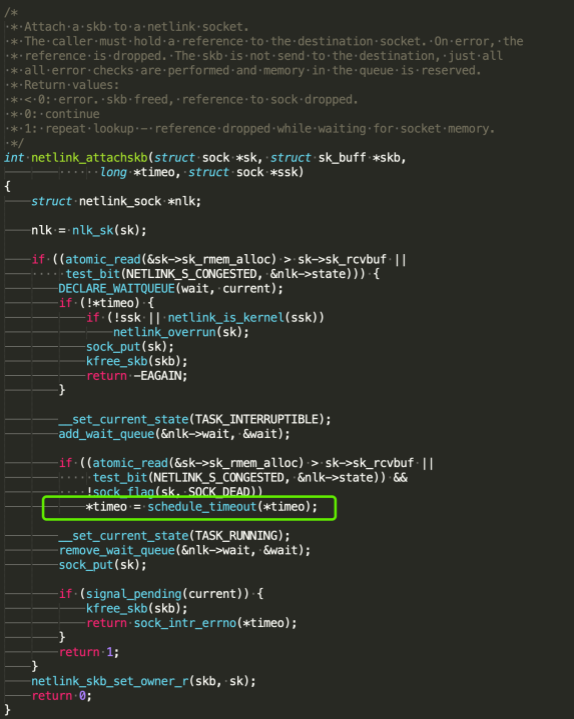 /*
 * Attach a skb to a netlink socket.
 * The caller must hold a reference to the destination socket. On error, the
 * reference is dropped. The skb is not send to the destination, just all
 * all error checks are performed and memory in the queue is reserved.
 * Return values:
 * < 0: error. skb freed, reference to sock dropped.
 * 0: continue
 * 1: repeat lookup - reference dropped while waiting for socket memory.
 */
int netlink_attachskb(struct sock *sk, struct sk_buff *skb,
		      long *timeo, struct sock *ssk)
{
	struct netlink_sock *nlk;

	nlk = nlk_sk(sk);

	if ((atomic_read(&sk->sk_rmem_alloc) > sk->sk_rcvbuf ||
	     test_bit(NETLINK_S_CONGESTED, &nlk->state))) {
		DECLARE_WAITQUEUE(wait, current);
		if (!*timeo) {
			if (!ssk || netlink_is_kernel(ssk))
				netlink_overrun(sk);
			sock_put(sk);
			kfree_skb(skb);
			return -EAGAIN;
		}

		__set_current_state(TASK_INTERRUPTIBLE);
		add_wait_queue(&nlk->wait, &wait);

		if ((atomic_read(&sk->sk_rmem_alloc) > sk->sk_rcvbuf ||
		     test_bit(NETLINK_S_CONGESTED, &nlk->state)) &&
		    !sock_flag(sk, SOCK_DEAD))
			*timeo = schedule_timeout(*timeo);

		__set_current_state(TASK_RUNNING);
		remove_wait_queue(&nlk->wait, &wait);
		sock_put(sk);

		if (signal_pending(current)) {
			kfree_skb(skb);
			return sock_intr_errno(*timeo);
		}
		return 1;
	}
	netlink_skb_set_owner_r(skb, sk);
	return 0;
}